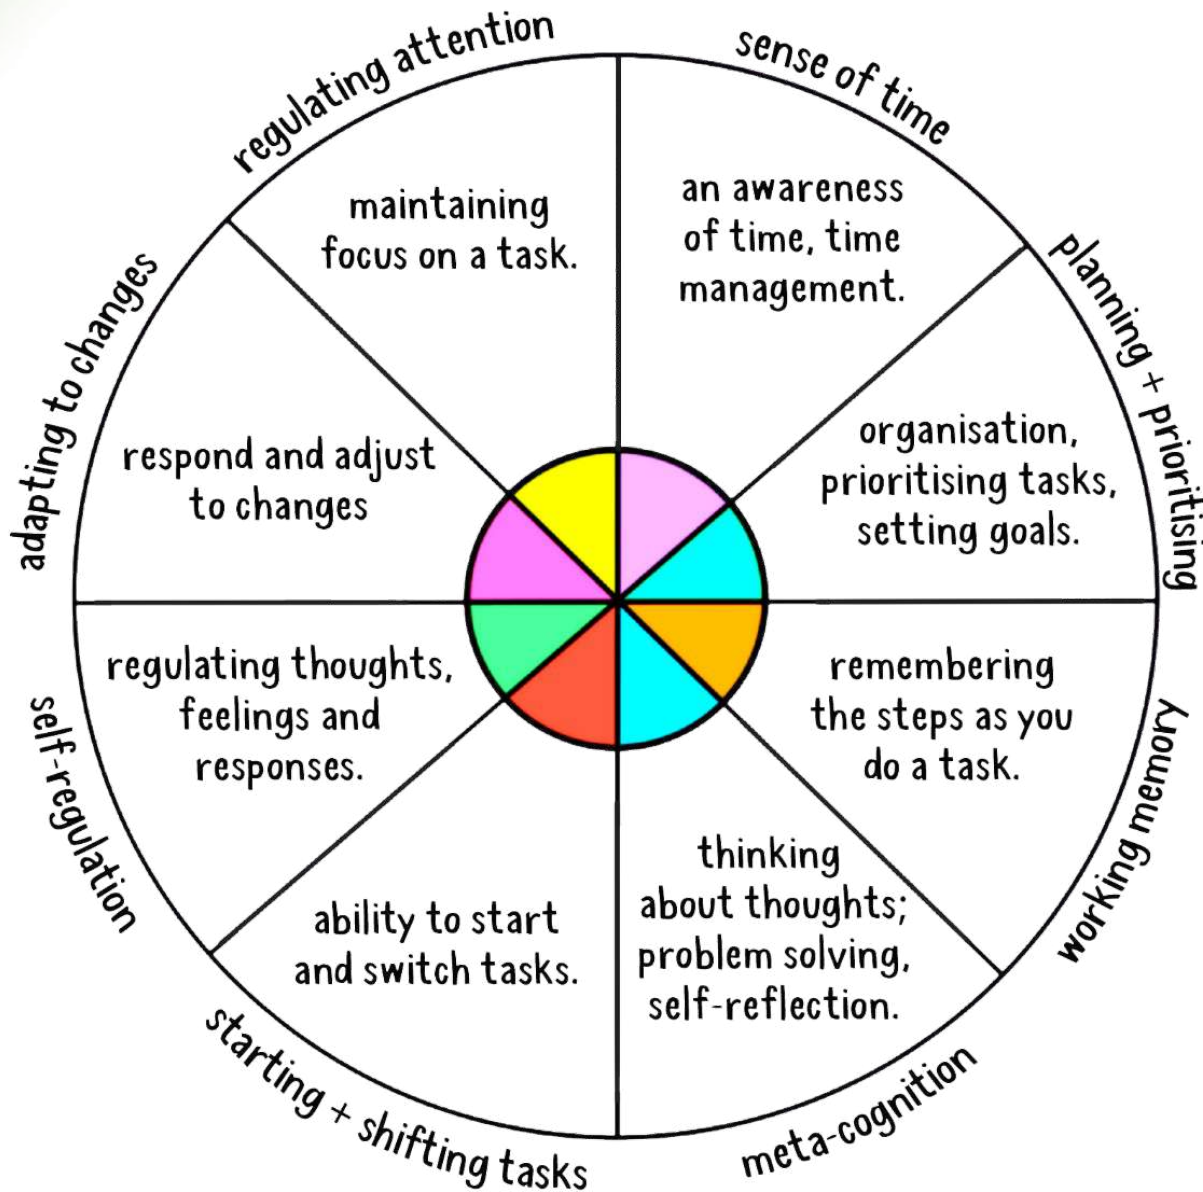 regulating attention
maintaining
focus on a task.
sense of time
an awareness
of time, time
management.
planning + prioritising
organisation,
prioritising tasks,
setting goals.
working memory
remembering
the steps as you
do a task.
meta-cognition
thinking
about thoughts;
problem solving,
self-reflection.
starting + shifting tasks
ability to start
and switch tasks.
self-regulation
regulating thoughts,
feelings and
responses.
adapting to changes
respond and adjust
to changes